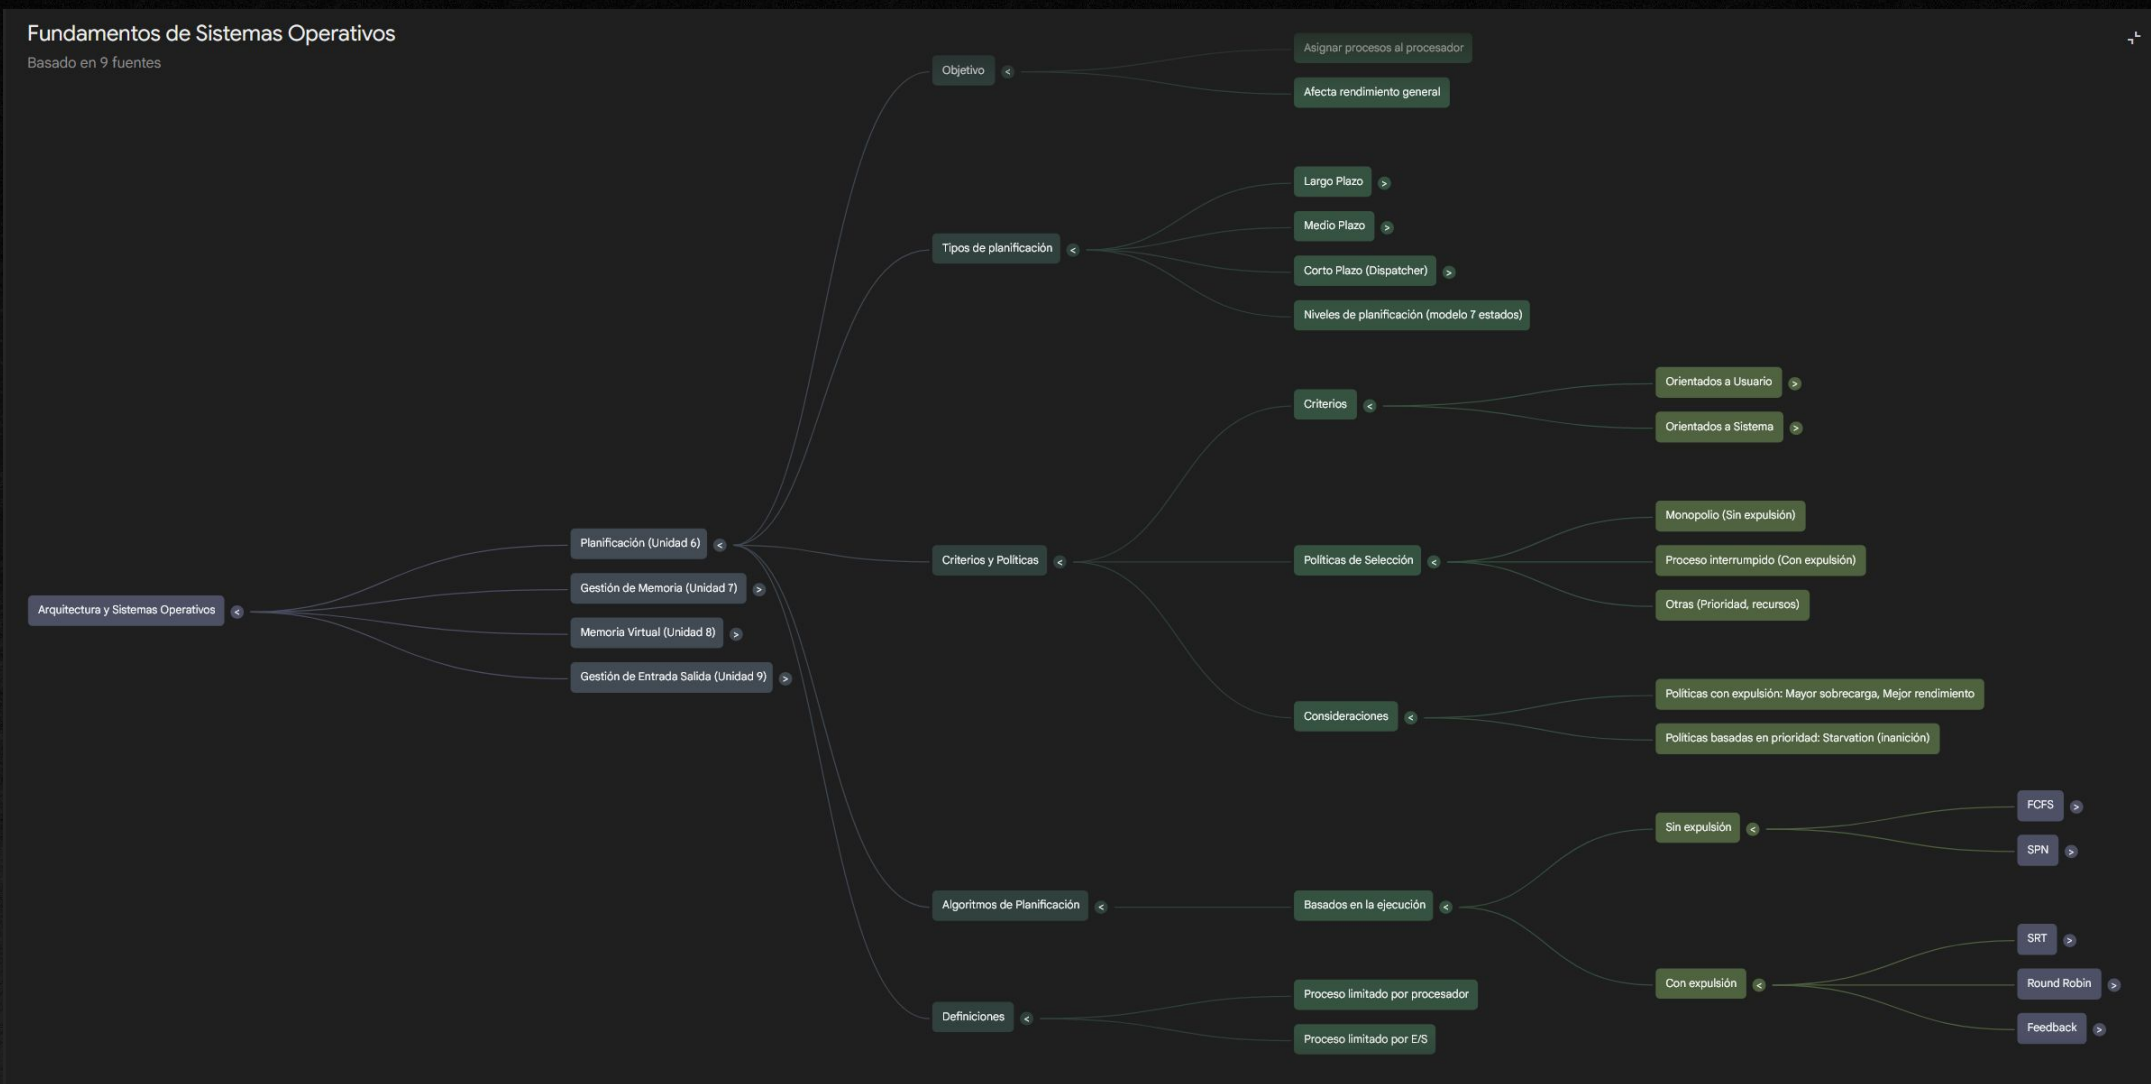 Fundamentos de Sistemas Operativos
Basado en 9 fuentes
Arquitectura y Sistemas Operativos
<
Planificación (Unidad 6)
<
Objetivo
<
Asignar procesos al procesador
Afecta rendimiento general
Tipos de planificación
<
Largo Plazo
>
Medio Plazo
>
Corto Plazo (Dispatcher)
>
Niveles de planificación (modelo 7 estados)
Criterios y Políticas
<
Criterios
<
Orientados a Usuario
>
Orientados a Sistema
>
Políticas de Selección
<
Monopolio (Sin expulsión)
Proceso interrumpido (Con expulsión)
Otras (Prioridad, recursos)
Consideraciones
<
Políticas con expulsión: Mayor sobrecarga, Mejor rendimiento
Políticas basadas en prioridad: Starvation (inanición)
Algoritmos de Planificación
<
Basados en la ejecución
<
Sin expulsión
<
FCFS
>
SPN
>
Con expulsión
<
SRT
>
Round Robin
>
Feedback
>
Definiciones
<
Proceso limitado por procesador
Proceso limitado por E/S
Gestión de Memoria (Unidad 7)
>
Memoria Virtual (Unidad 8)
>
Gestión de Entrada Salida (Unidad 9)
>